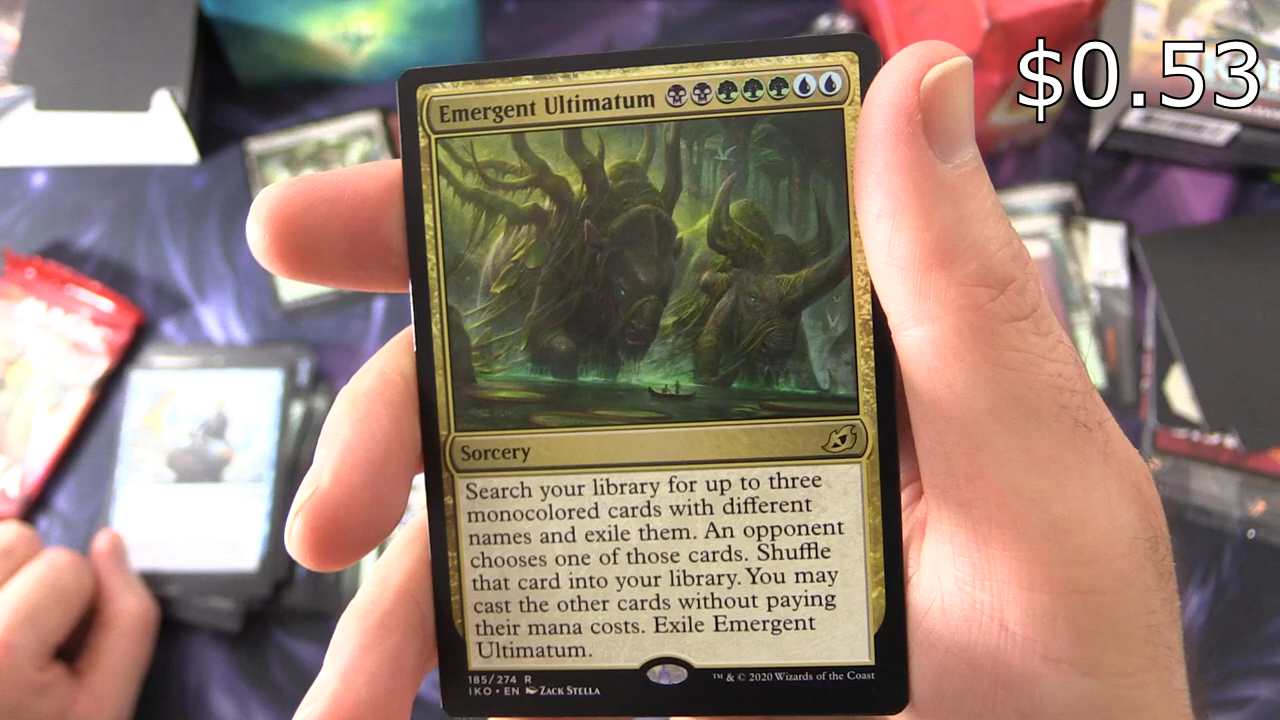 $0.53
Emergent Ultimatum
Sorcery
Search your library for up to three
monocolored cards with different
names and exile them. An opponent
chooses one of those cards. Shuffle
that card into your library. You may
cast the other cards without paying
their mana costs. Exile Emergent
Ultimatum.
185/274 R
IKO • EN Zack Stella
™ & © 2020 Wizards of the Coast